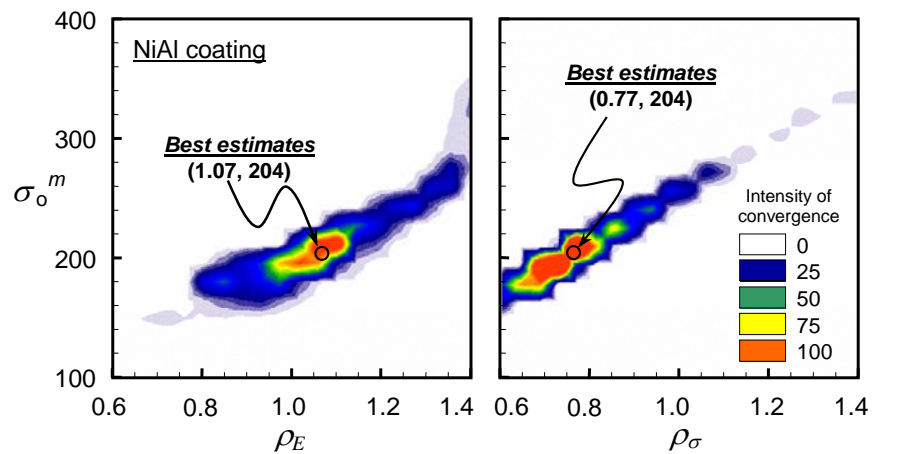 400
300
200
100
σₒᵐ
NiAl coating
Best estimates
(1.07, 204)
0.6 0.8 1.0 1.2 1.4
ρE
Best estimates
(0.77, 204)
Intensity of
convergence
0
25
50
75
100
0.6 0.8 1.0 1.2 1.4
ρσ